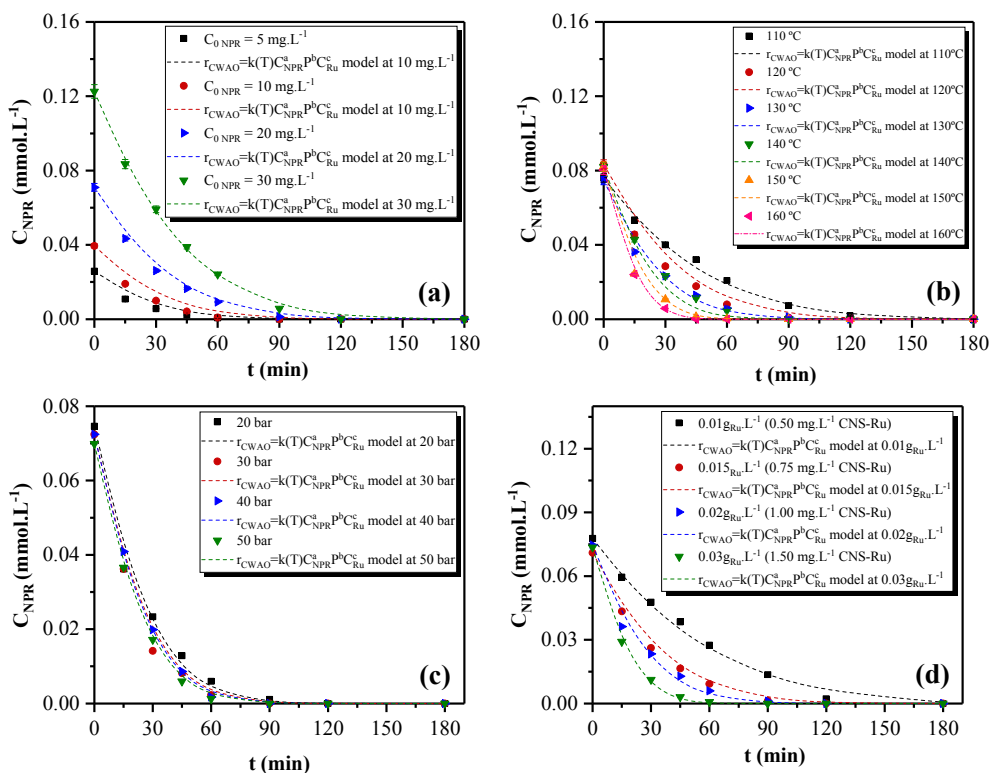 0.16
0.12
0.08
0.04
0.00
C_NPR (mmol.L⁻¹)
C₀ NPR = 5 mg.L⁻¹
r_CWAO=k(T)C^a_NPR P^b C^c_Ru model at 10 mg.L⁻¹
C₀ NPR = 10 mg.L⁻¹
r_CWAO=k(T)C^a_NPR P^b C^c_Ru model at 10 mg.L⁻¹
C₀ NPR = 20 mg.L⁻¹
r_CWAO=k(T)C^a_NPR P^b C^c_Ru model at 20 mg.L⁻¹
C₀ NPR = 30 mg.L⁻¹
r_CWAO=k(T)C^a_NPR P^b C^c_Ru model at 30 mg.L⁻¹
(a)
0 30 60 90 120 150 180
t (min)
0.16
0.12
0.08
0.04
0.00
C_NPR (mmol.L⁻¹)
110 ºC
r_CWAO=k(T)C^a_NPR P^b C^c_Ru model at 110ºC
120 ºC
r_CWAO=k(T)C^a_NPR P^b C^c_Ru model at 120ºC
130 ºC
r_CWAO=k(T)C^a_NPR P^b C^c_Ru model at 130ºC
140 ºC
r_CWAO=k(T)C^a_NPR P^b C^c_Ru model at 140ºC
150 ºC
r_CWAO=k(T)C^a_NPR P^b C^c_Ru model at 150ºC
160 ºC
r_CWAO=k(T)C^a_NPR P^b C^c_Ru model at 160ºC
(b)
0 30 60 90 120 150 180
t (min)
0.08
0.06
0.04
0.02
0.00
C_NPR (mmol.L⁻¹)
20 bar
r_CWAO=k(T)C^a_NPR P^b C^c_Ru model at 20 bar
30 bar
r_CWAO=k(T)C^a_NPR P^b C^c_Ru model at 30 bar
40 bar
r_CWAO=k(T)C^a_NPR P^b C^c_Ru model at 40 bar
50 bar
r_CWAO=k(T)C^a_NPR P^b C^c_Ru model at 50 bar
(c)
0 30 60 90 120 150 180
t (min)
0.12
0.09
0.06
0.03
0.00
C_NPR (mmol.L⁻¹)
0.01g_Ru.L⁻¹ (0.50 mg.L⁻¹ CNS-Ru)
r_CWAO=k(T)C^a_NPR P^b C^c_Ru model at 0.01g_Ru.L⁻¹
0.015_Ru.L⁻¹ (0.75 mg.L⁻¹ CNS-Ru)
r_CWAO=k(T)C^a_NPR P^b C^c_Ru model at 0.015g_Ru.L⁻¹
0.02g_Ru.L⁻¹ (1.00 mg.L⁻¹ CNS-Ru)
r_CWAO=k(T)C^a_NPR P^b C^c_Ru model at 0.02g_Ru.L⁻¹
0.03g_Ru.L⁻¹ (1.50 mg.L⁻¹ CNS-Ru)
r_CWAO=k(T)C^a_NPR P^b C^c_Ru model at 0.03g_Ru.L⁻¹
(d)
0 30 60 90 120 150 180
t (min)